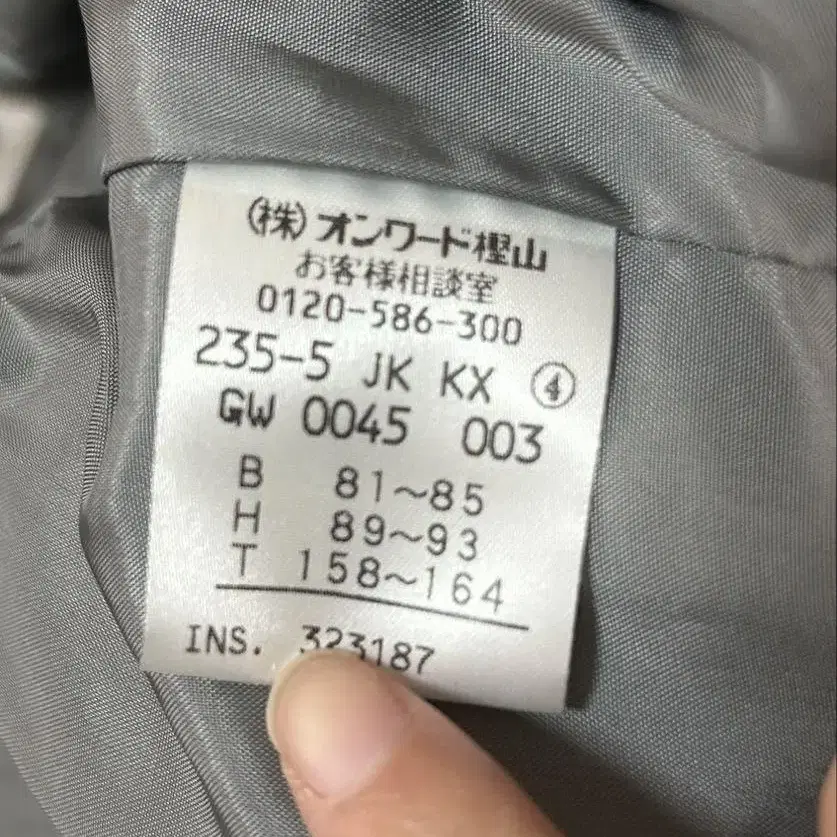 (株)オンワード樫山
お客様相談室
0120-586-300
235-5 JK KX ④
GW 0045 003
B 81~85
H 89~93
T 158~164
INS. 323187